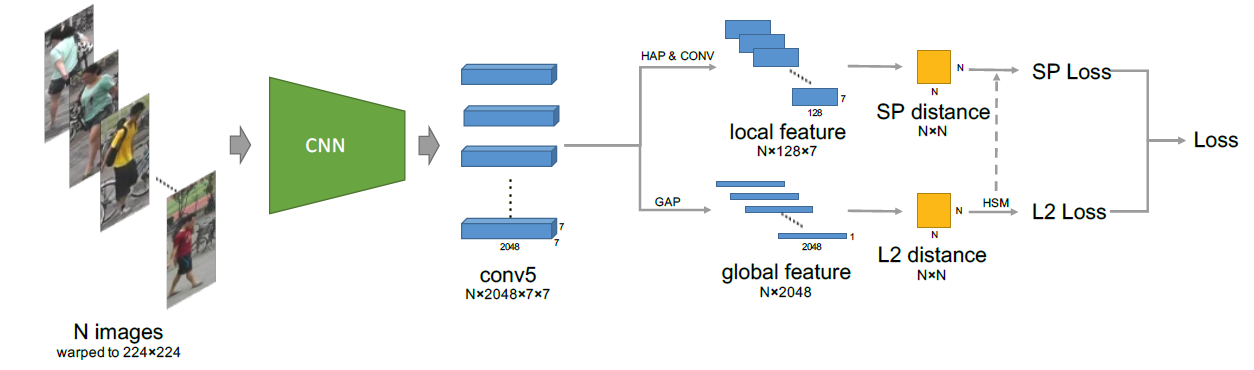 N images
warped to 224×224
CNN
2048
7
7
conv5
N×2048×7×7
HAP & CONV
128
7
local feature
N×128×7
GAP
2048
1
global feature
N×2048
N
N
SP distance
N×N
N
N
L2 distance
N×N
HSM
SP Loss
L2 Loss
Loss